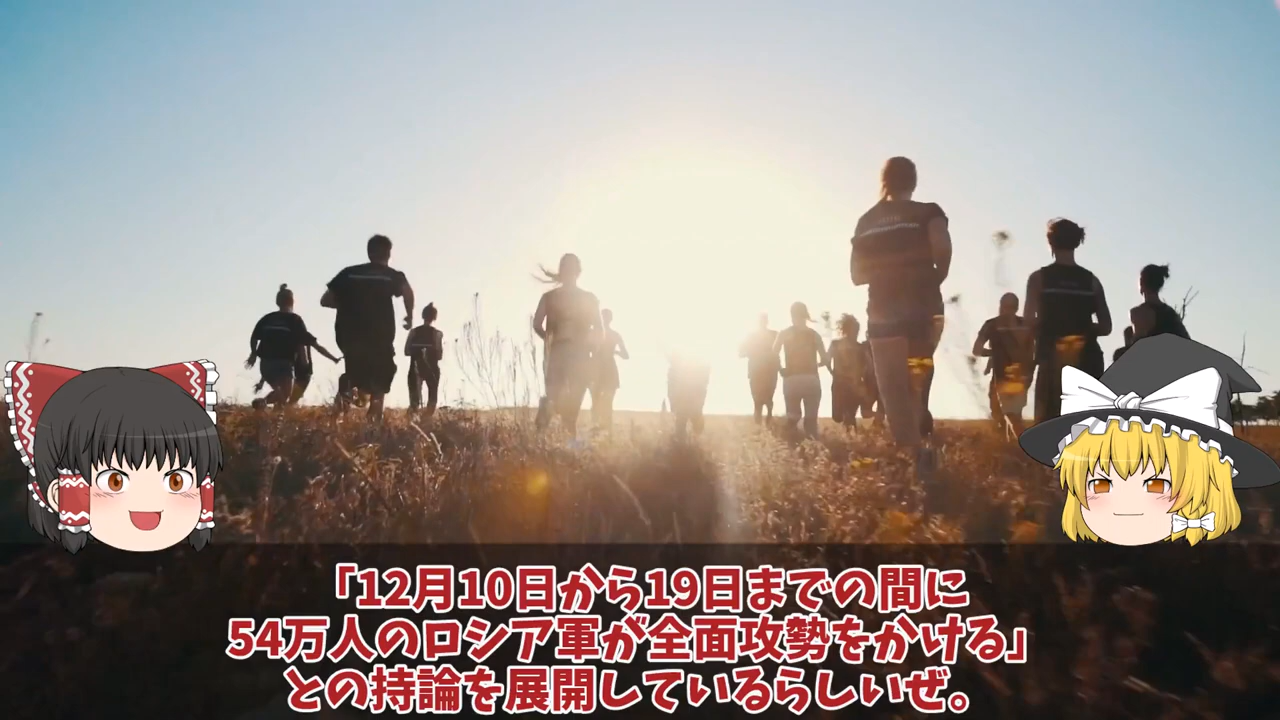 「12月10日から19日までの間に
54万人のロシア軍が全面攻勢をかける」
との持論を展開しているらしいぜ。